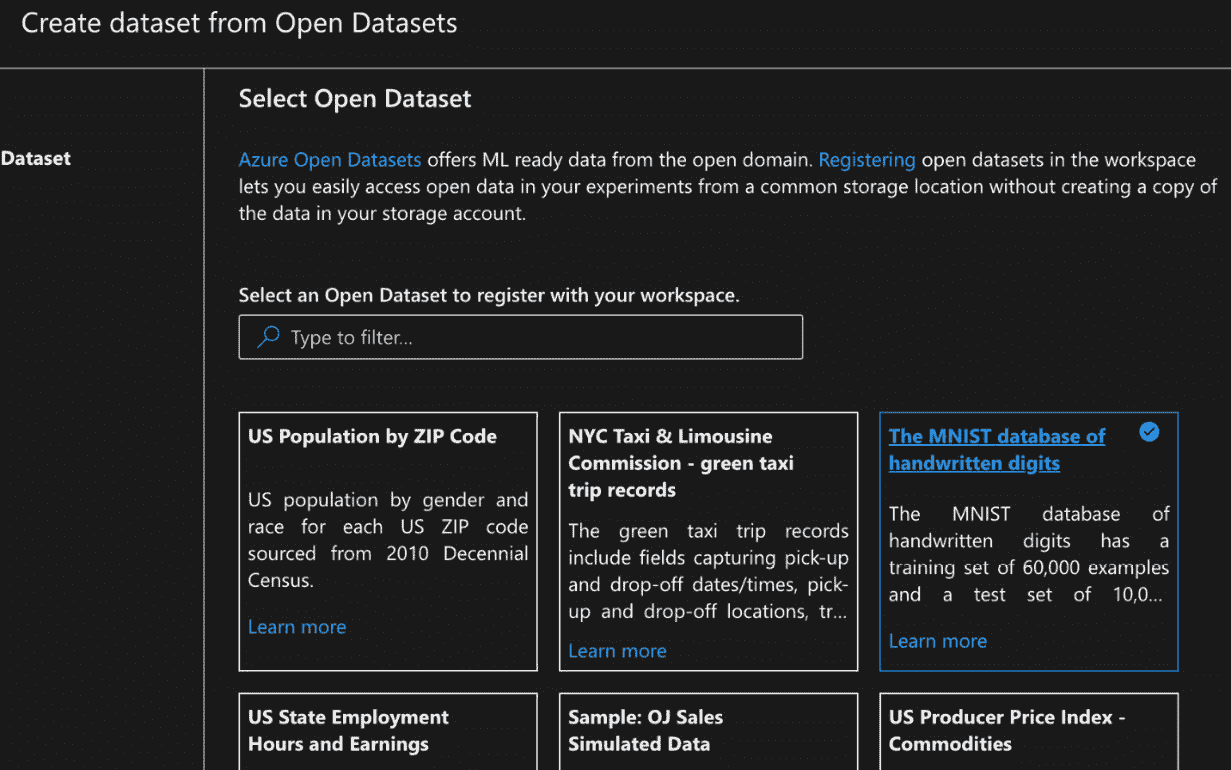 Create dataset from Open Datasets
Dataset
Select Open Dataset
Azure Open Datasets offers ML ready data from the open domain. Registering open datasets in the workspace
lets you easily access open data in your experiments from a common storage location without creating a copy of
the data in your storage account.
Select an Open Dataset to register with your workspace.
Type to filter...
US Population by ZIP Code
US population by gender and
race for each US ZIP code
sourced from 2010 Decennial
Census.
Learn more
NYC Taxi & Limousine
Commission - green taxi
trip records
The green taxi trip records
include fields capturing pick-up
and drop-off dates/times, pick-
up and drop-off locations, tr...
Learn more
The MNIST database of
handwritten digits
The MNIST database of
handwritten digits has a
training set of 60,000 examples
and a test set of 10,0...
Learn more
US State Employment
Hours and Earnings
Sample: OJ Sales
Simulated Data
US Producer Price Index -
Commodities